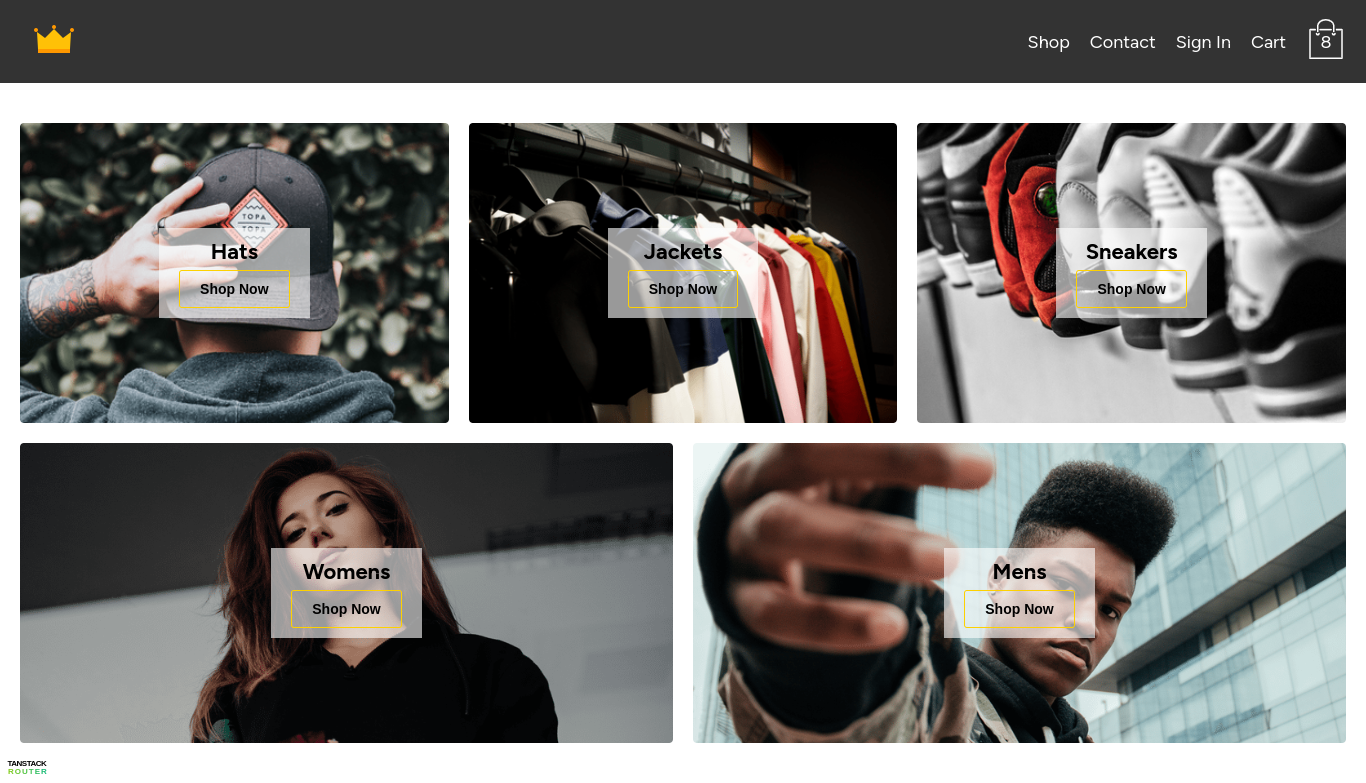 Shop Contact Sign In Cart 8
TOPA
TOPA
Hats
Shop Now
Jackets
Shop Now
Sneakers
Shop Now
Womens
Shop Now
Mens
Shop Now
TANSTACK
ROUTER